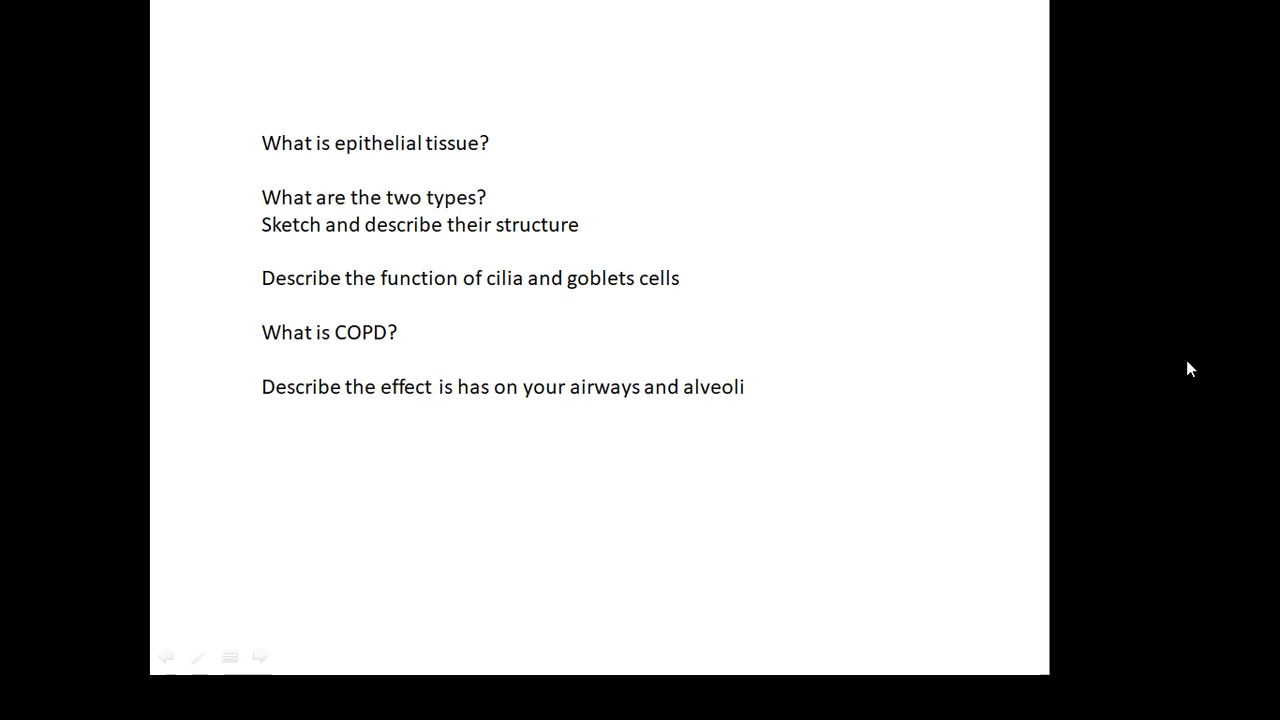 What is epithelial tissue?
What are the two types?
Sketch and describe their structure
Describe the function of cilia and goblets cells
What is COPD?
Describe the effect is has on your airways and alveoli